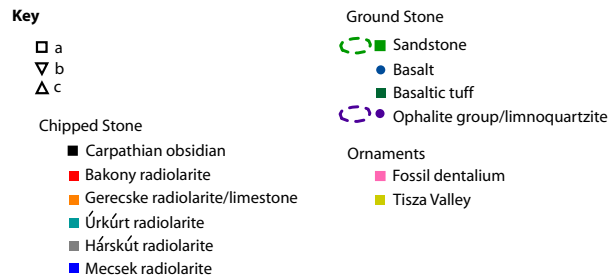 Key
a
b
c
Chipped Stone
Carpathian obsidian
Bakony radiolarite
Gerecske radiolarite/limestone
Úrkúrt radiolarite
Hárskút radiolarite
Mecsek radiolarite
Ground Stone
Sandstone
Basalt
Basaltic tuff
Ophalite group/limnoquartzite
Ornaments
Fossil dentalium
Tisza Valley